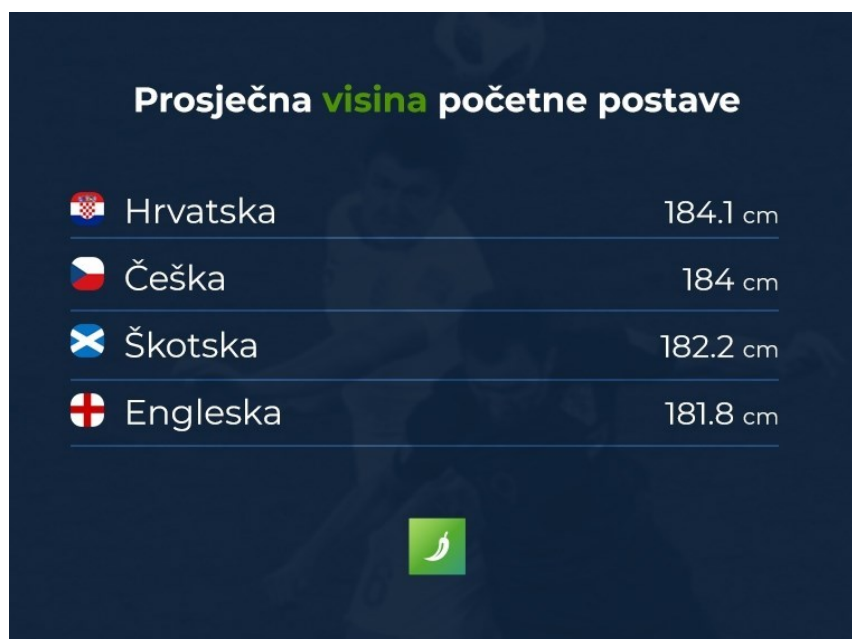 Prosječna visina početne postave
Hrvatska 184.1 cm
Češka 184 cm
Škotska 182.2 cm
Engleska 181.8 cm